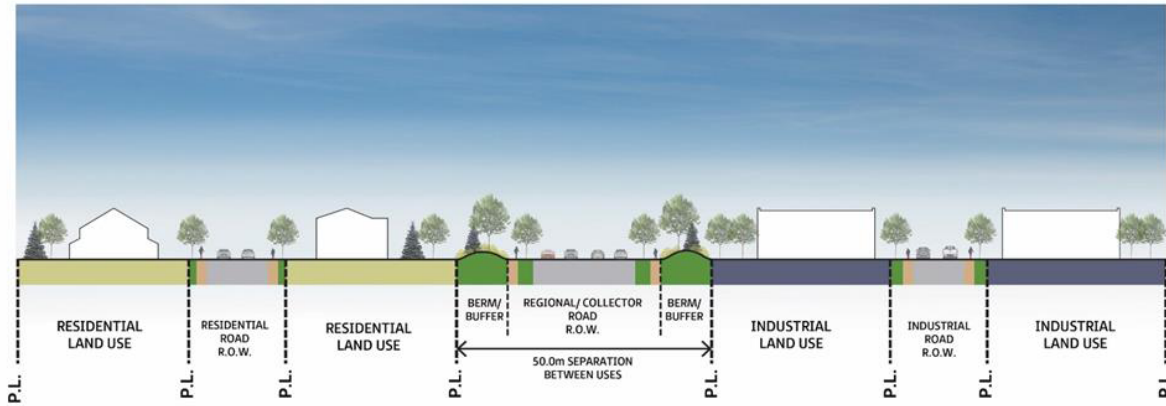 RESIDENTIAL
LAND USE
RESIDENTIAL
ROAD
R.O.W.
RESIDENTIAL
LAND USE
BERM/
BUFFER
REGIONAL/ COLLECTOR
ROAD
R.O.W.
BERM/
BUFFER
INDUSTRIAL
LAND USE
INDUSTRIAL
ROAD
R.O.W.
INDUSTRIAL
LAND USE
50.0m SEPARATION
BETWEEN USES
P.L.
P.L.
P.L.
P.L.
P.L.
P.L.
P.L.
P.L.